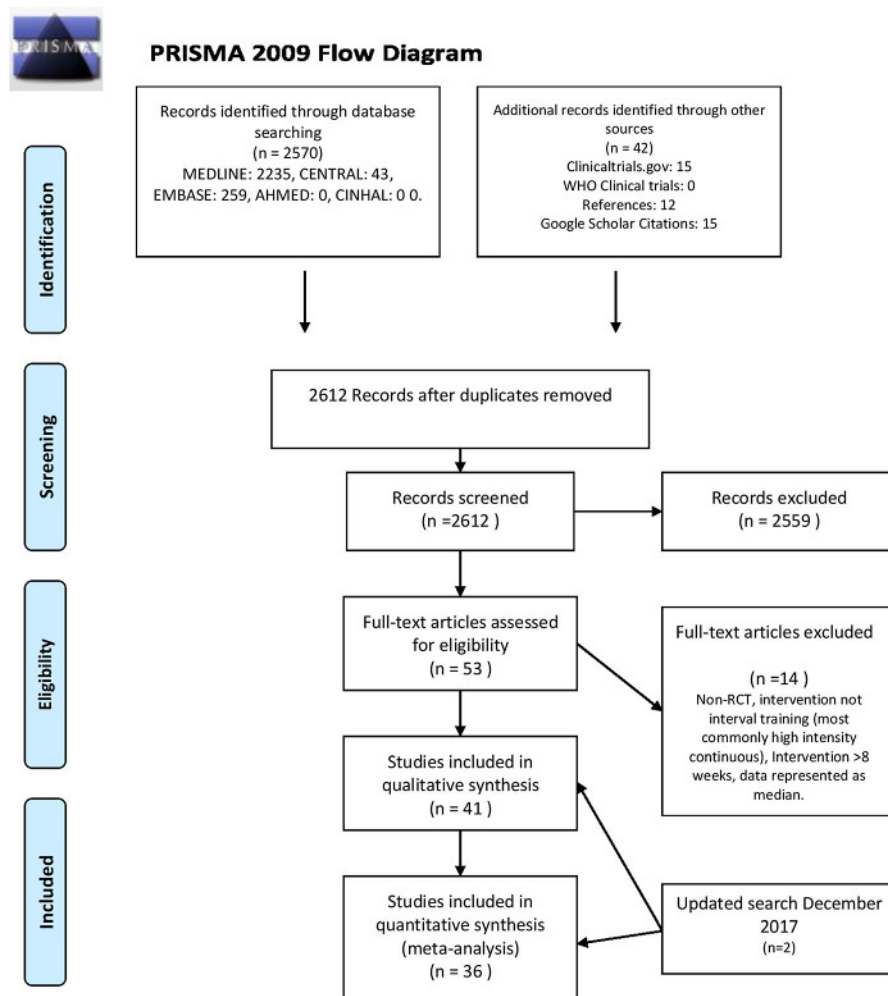 PRISMA
PRISMA 2009 Flow Diagram
Identification
Records identified through database
searching
(n = 2570)
MEDLINE: 2235, CENTRAL: 43,
EMBASE: 259, AHMED: 0, CINHAL: 0 0.
Additional records identified through other
sources
(n = 42)
Clinicaltrials.gov: 15
WHO Clinical trials: 0
References: 12
Google Scholar Citations: 15
Screening
2612 Records after duplicates removed
Records screened
(n =2612 )
Records excluded
(n = 2559 )
Eligibility
Full-text articles assessed
for eligibility
(n = 53 )
Full-text articles excluded
(n =14 )
Non-RCT, intervention not
interval training (most
commonly high intensity
continuous), Intervention >8
weeks, data represented as
median.
Studies included in
qualitative synthesis
(n = 41 )
Included
Studies included in
quantitative synthesis
(meta-analysis)
(n = 36 )
Updated search December
2017
(n=2)